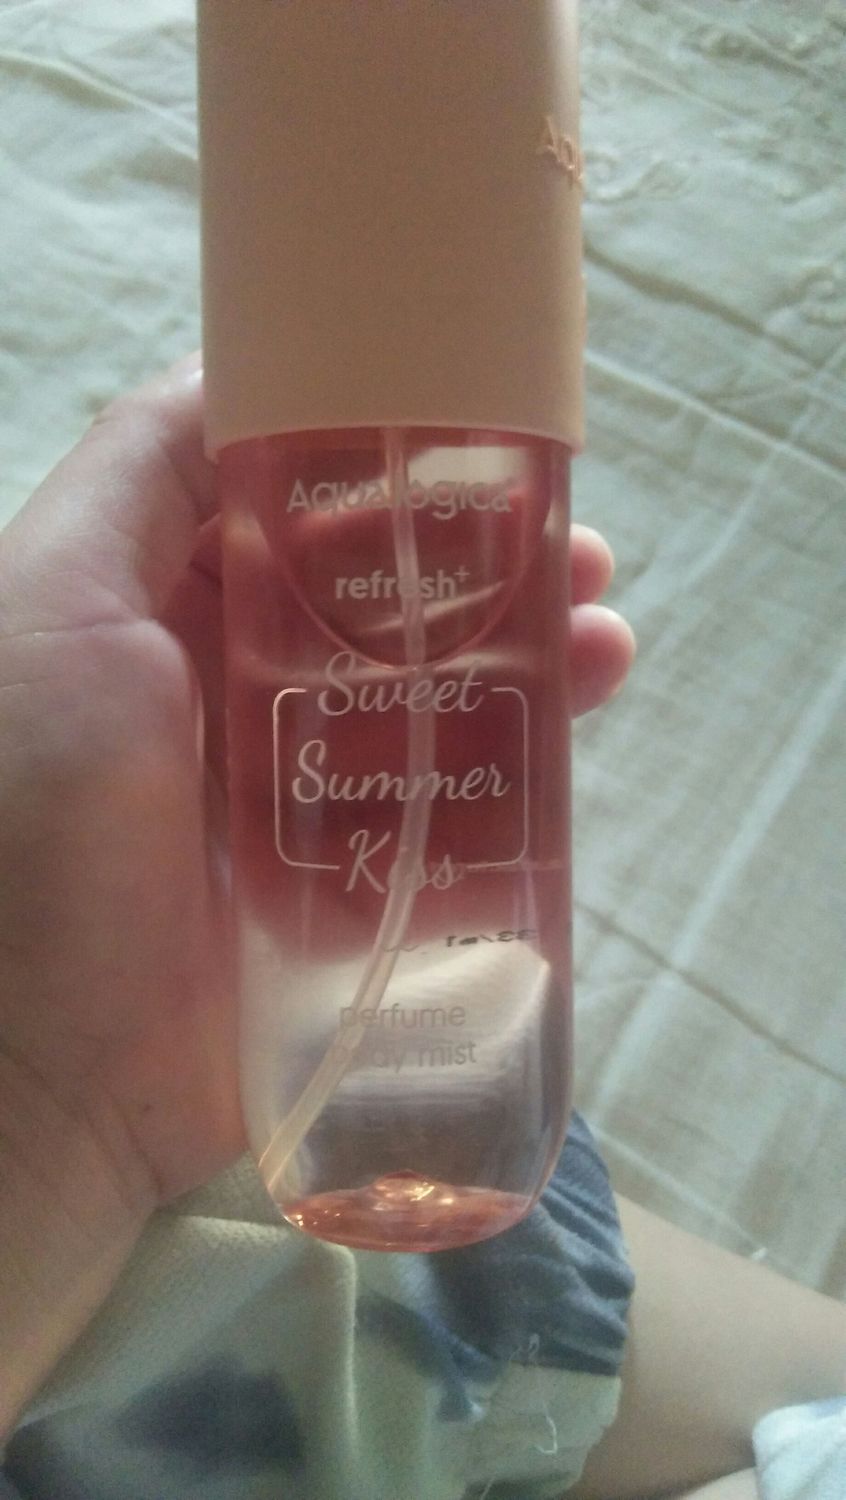 Aqualogica
refresh+
Sweet
Summer
Kiss
perfume
body mist